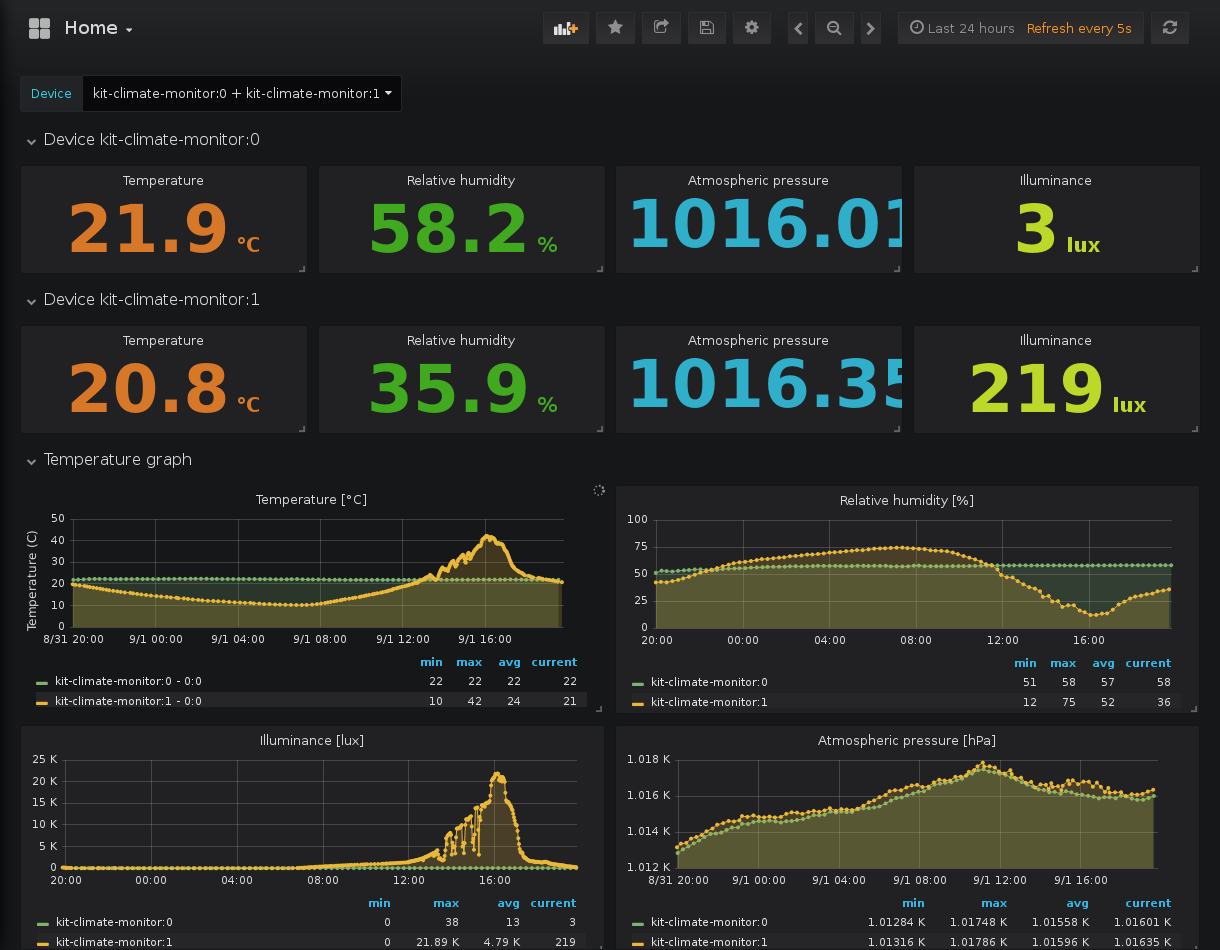 Home
Last 24 hours Refresh every 5s
Device kit-climate-monitor:0 + kit-climate-monitor:1
Device kit-climate-monitor:0
Temperature Relative humidity Atmospheric pressure Illuminance
21.9 °C 58.2 % 1016.01 3 lux
Device kit-climate-monitor:1
Temperature Relative humidity Atmospheric pressure Illuminance
20.8 °C 35.9 % 1016.35 219 lux
Temperature graph
Temperature [°C]
Temperature (C)
50
40
30
20
10
0
8/31 20:00 9/1 00:00 9/1 04:00 9/1 08:00 9/1 12:00 9/1 16:00
min max avg current
kit-climate-monitor:0 - 0:0 22 22 22 22
kit-climate-monitor:1 - 0:0 10 42 24 21
Relative humidity [%]
100
75
50
25
0
20:00 00:00 04:00 08:00 12:00 16:00
min max avg current
kit-climate-monitor:0 51 58 57 58
kit-climate-monitor:1 12 75 52 36
Illuminance [lux]
25 K
20 K
15 K
10 K
5 K
0
20:00 00:00 04:00 08:00 12:00 16:00
min max avg current
kit-climate-monitor:0 0 38 13 3
kit-climate-monitor:1 0 21.89 K 4.79 K 219
Atmospheric pressure [hPa]
1.018 K
1.016 K
1.014 K
1.012 K
8/31 20:00 9/1 00:00 9/1 04:00 9/1 08:00 9/1 12:00 9/1 16:00
min max avg current
kit-climate-monitor:0 1.01284 K 1.01748 K 1.01558 K 1.01601 K
kit-climate-monitor:1 1.01316 K 1.01786 K 1.01596 K 1.01635 K